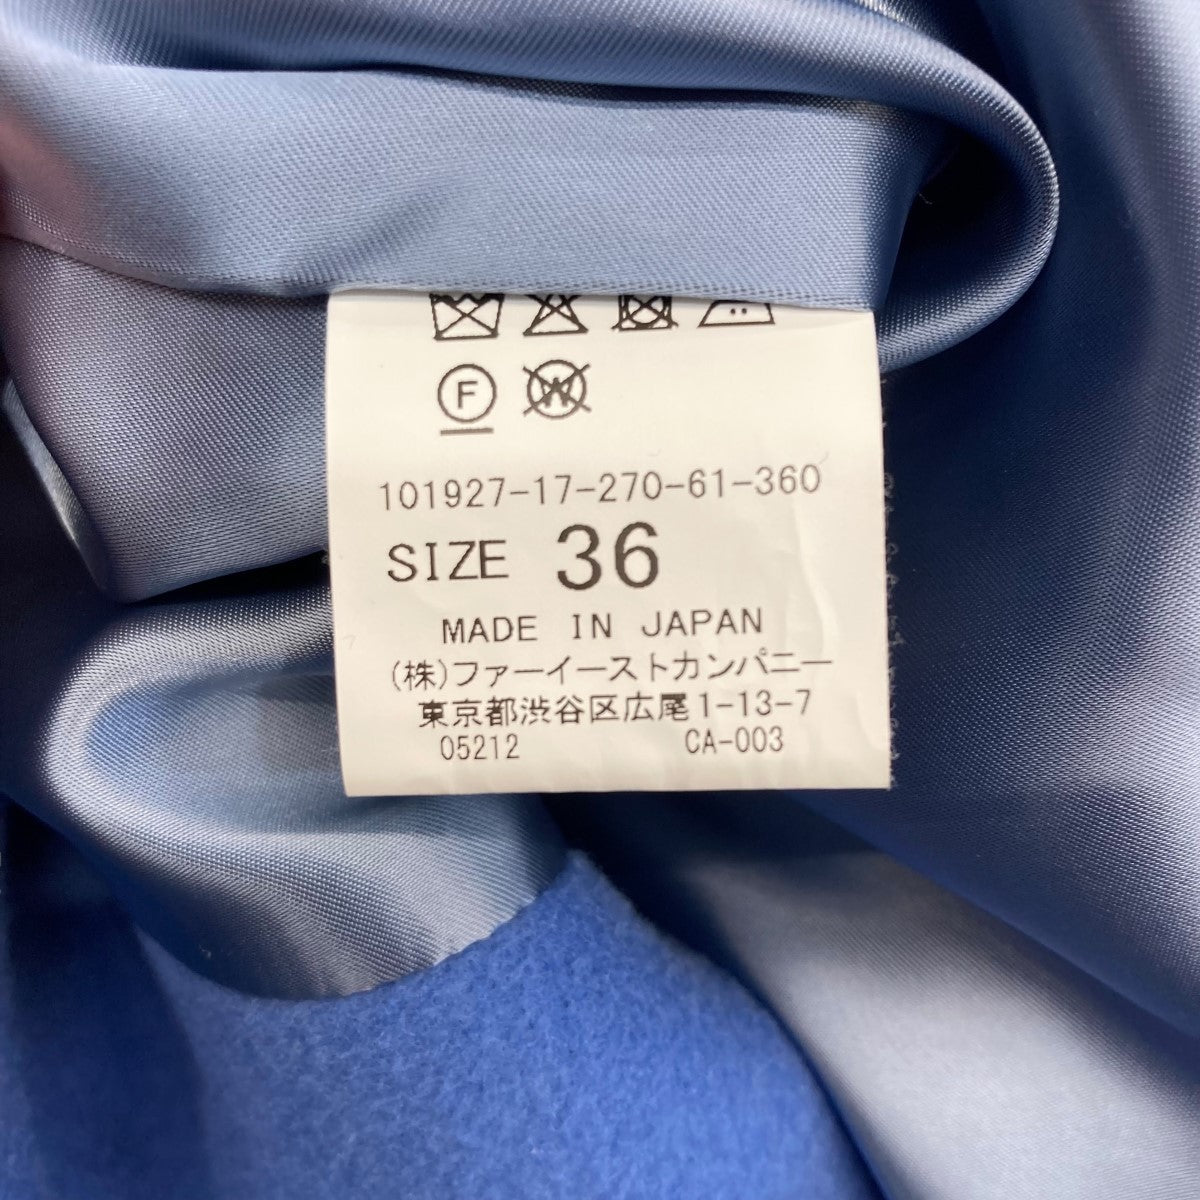 F W
101927-17-270-61-360
SIZE 36
MADE IN JAPAN
(株)ファーイーストカンパニー
東京都渋谷区広尾1-13-7
05212 CA-003